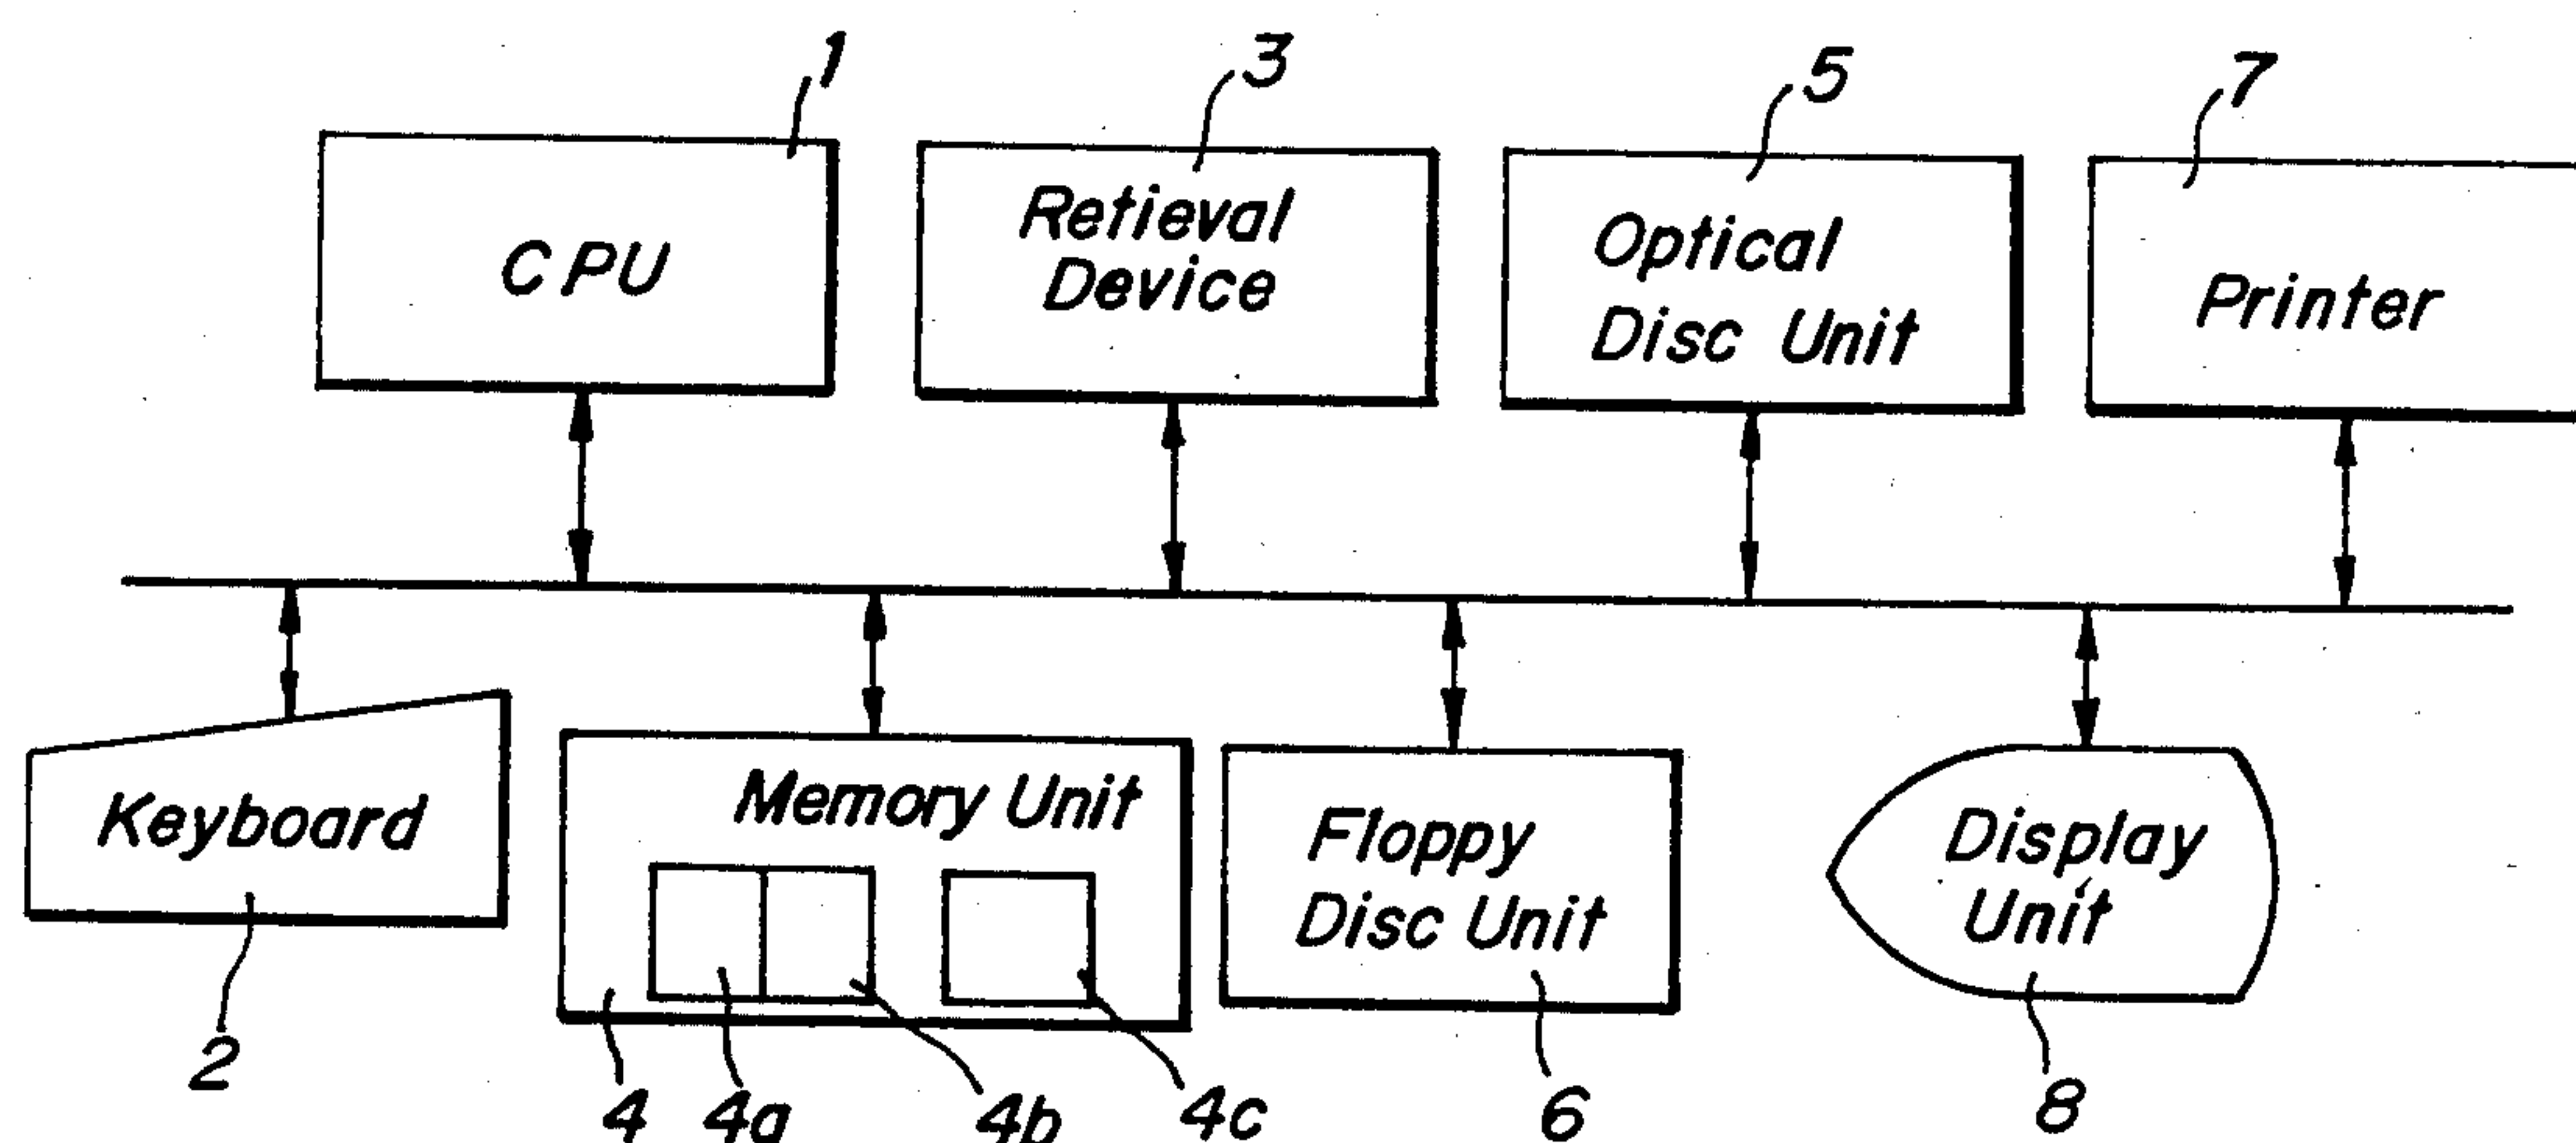 1
3
5
7
CPU
Retieval
Device
Optical
Disc Unit
Printer
Keyboard
Memory Unit
Floppy
Disc Unit
Display
Unit
2
4
4a
4b
4c
6
8